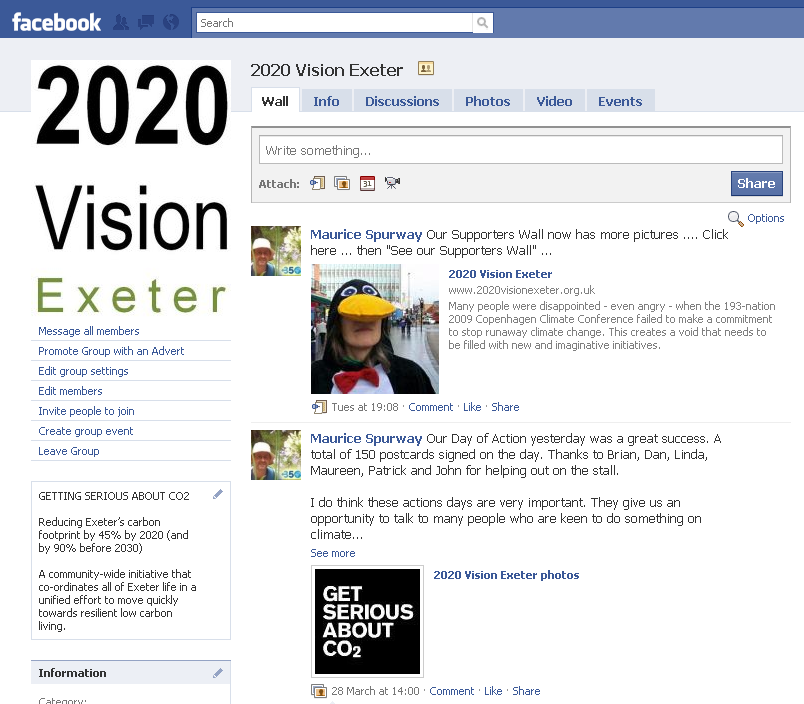 facebook
Search
2020
Vision
Exeter
Message all members
Promote Group with an Advert
Edit group settings
Edit members
Invite people to join
Create group event
Leave Group
GETTING SERIOUS ABOUT CO2
Reducing Exeter's carbon
footprint by 45% by 2020 (and
by 90% before 2030)
A community-wide initiative that
co-ordinates all of Exeter life in a
unified effort to move quickly
towards resilient low carbon
living.
Information
Category:
2020 Vision Exeter
Wall Info Discussions Photos Video Events
Write something...
Attach: 31 Share
Options
Maurice Spurway Our Supporters Wall now has more pictures .... Click
here ... then "See our Supporters Wall" ...
2020 Vision Exeter
www.2020visionexeter.org.uk
Many people were disappointed - even angry - when the 193-nation
2009 Copenhagen Climate Conference failed to make a commitment
to stop runaway climate change. This creates a void that needs to
be filled with new and imaginative initiatives.
Tues at 19:08 · Comment · Like · Share
Maurice Spurway Our Day of Action yesterday was a great success. A
total of 150 postcards signed on the day. Thanks to Brian, Dan, Linda,
Maureen, Patrick and John for helping out on the stall.
I do think these actions days are very important. They give us an
opportunity to talk to many people who are keen to do something on
climate...
See more
GET
SERIOUS
ABOUT
CO2
2020 Vision Exeter photos
28 March at 14:00 · Comment · Like · Share